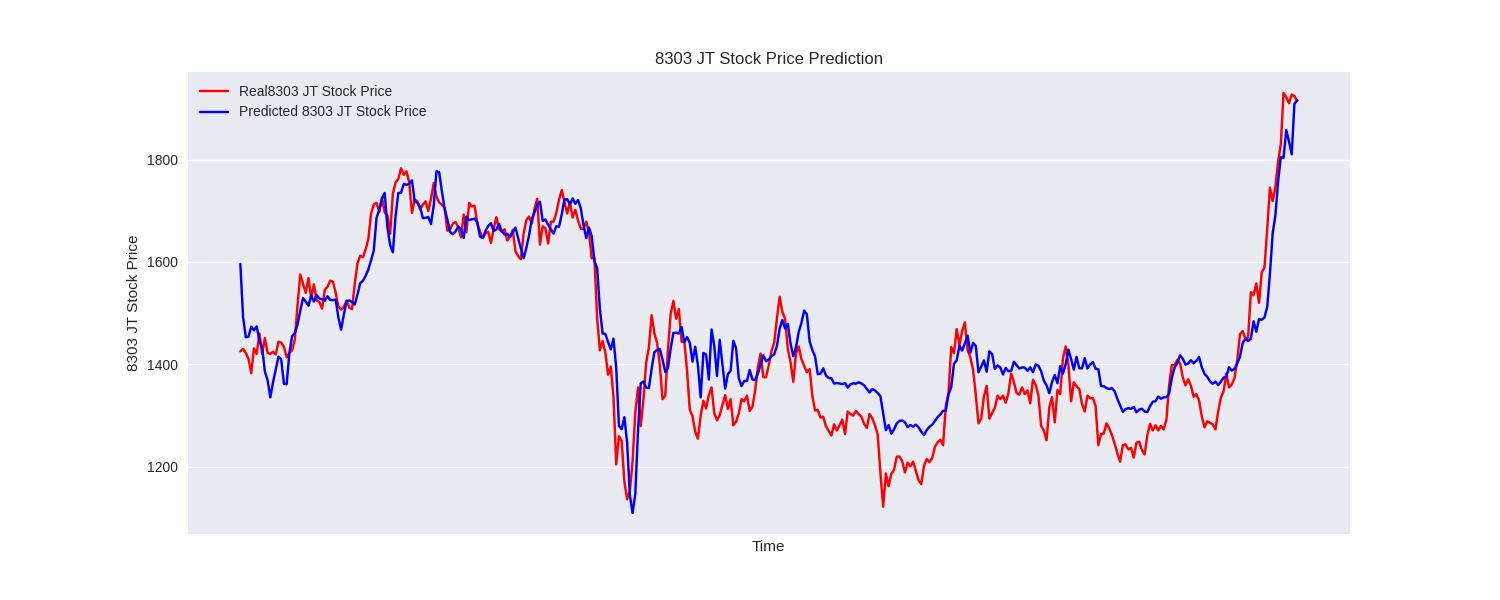 8303 JT Stock Price Prediction
Real8303 JT Stock Price
Predicted 8303 JT Stock Price
1800
1600
1400
1200
8303 JT Stock Price
Time